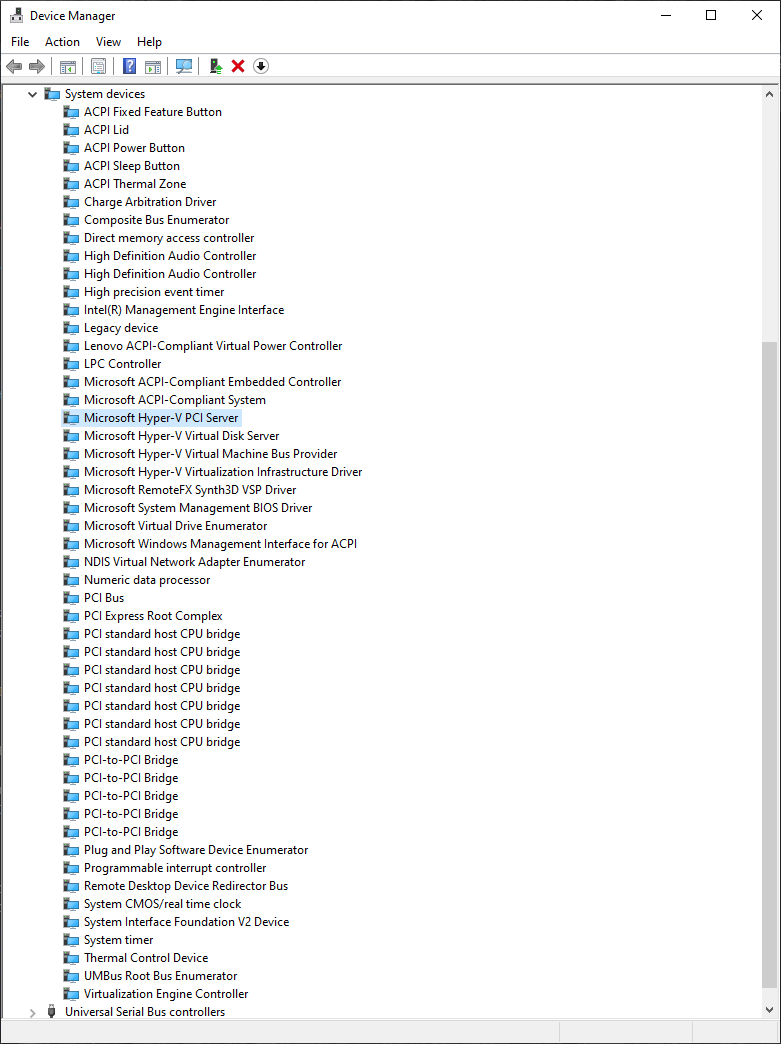 Device Manager
File Action View Help
System devices
ACPI Fixed Feature Button
ACPI Lid
ACPI Power Button
ACPI Sleep Button
ACPI Thermal Zone
Charge Arbitration Driver
Composite Bus Enumerator
Direct memory access controller
High Definition Audio Controller
High Definition Audio Controller
High precision event timer
Intel(R) Management Engine Interface
Legacy device
Lenovo ACPI-Compliant Virtual Power Controller
LPC Controller
Microsoft ACPI-Compliant Embedded Controller
Microsoft ACPI-Compliant System
Microsoft Hyper-V PCI Server
Microsoft Hyper-V Virtual Disk Server
Microsoft Hyper-V Virtual Machine Bus Provider
Microsoft Hyper-V Virtualization Infrastructure Driver
Microsoft RemoteFX Synth3D VSP Driver
Microsoft System Management BIOS Driver
Microsoft Virtual Drive Enumerator
Microsoft Windows Management Interface for ACPI
NDIS Virtual Network Adapter Enumerator
Numeric data processor
PCI Bus
PCI Express Root Complex
PCI standard host CPU bridge
PCI standard host CPU bridge
PCI standard host CPU bridge
PCI standard host CPU bridge
PCI standard host CPU bridge
PCI standard host CPU bridge
PCI standard host CPU bridge
PCI-to-PCI Bridge
PCI-to-PCI Bridge
PCI-to-PCI Bridge
PCI-to-PCI Bridge
PCI-to-PCI Bridge
Plug and Play Software Device Enumerator
Programmable interrupt controller
Remote Desktop Device Redirector Bus
System CMOS/real time clock
System Interface Foundation V2 Device
System timer
Thermal Control Device
UMBus Root Bus Enumerator
Virtualization Engine Controller
Universal Serial Bus controllers